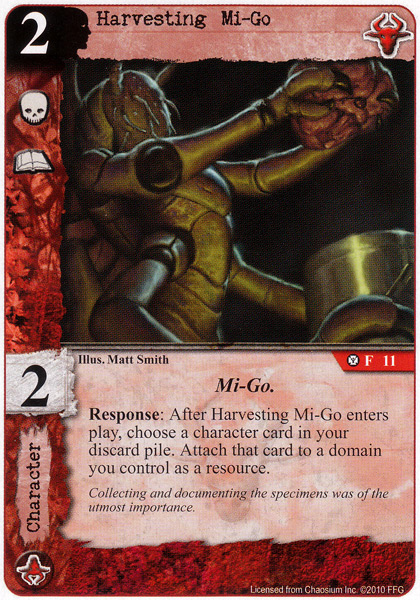 2
Harvesting Mi-Go
Illus. Matt Smith
F 11
2
Character
Mi-Go.
Response: After Harvesting Mi-Go enters
play, choose a character card in your
discard pile. Attach that card to a domain
you control as a resource.
Collecting and documenting the specimens was of the
utmost importance.
Licensed from Chaosium Inc. ©2010 FFG